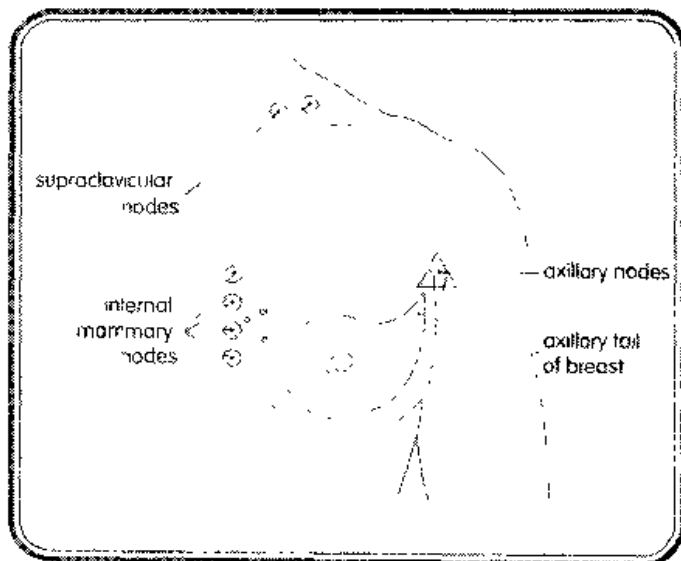 supraclavicular
nodes
internal
mammary
nodes
axillary nodes
axillary tail
of breast